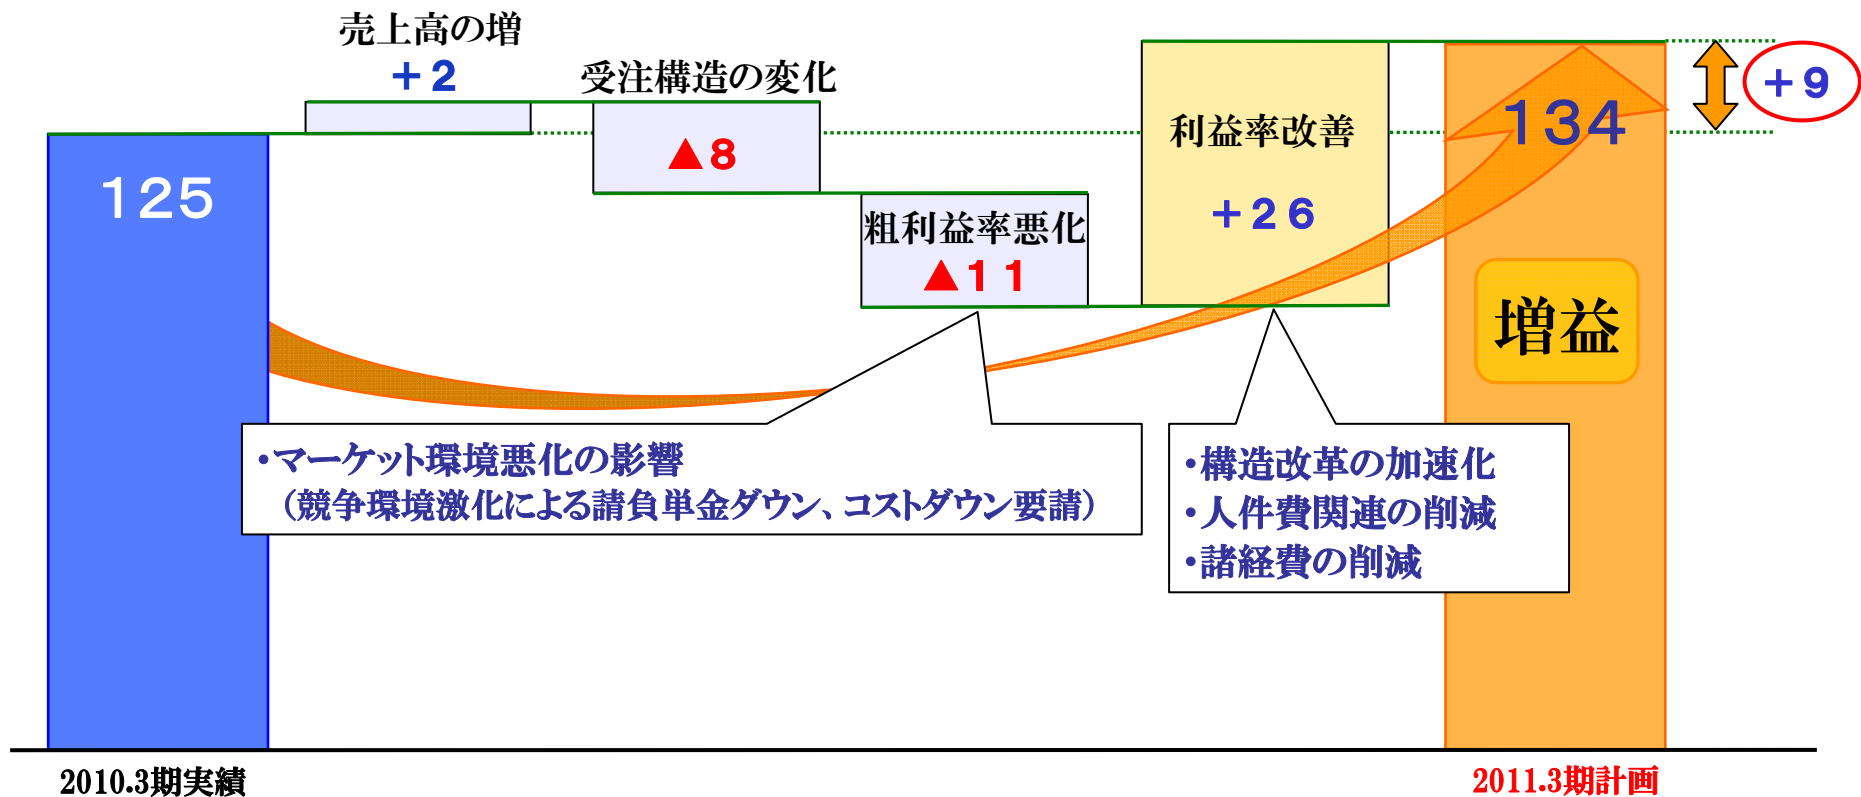 売上高の増
+2
受注構造の変化
▲8
粗利益率悪化
▲11
利益率改善
+26
125
134
+9
増益
・マーケット環境悪化の影響
(競争環境激化による請負単金ダウン、コストダウン要請)
・構造改革の加速化
・人件費関連の削減
・諸経費の削減
2010.3期実績
2011.3期計画